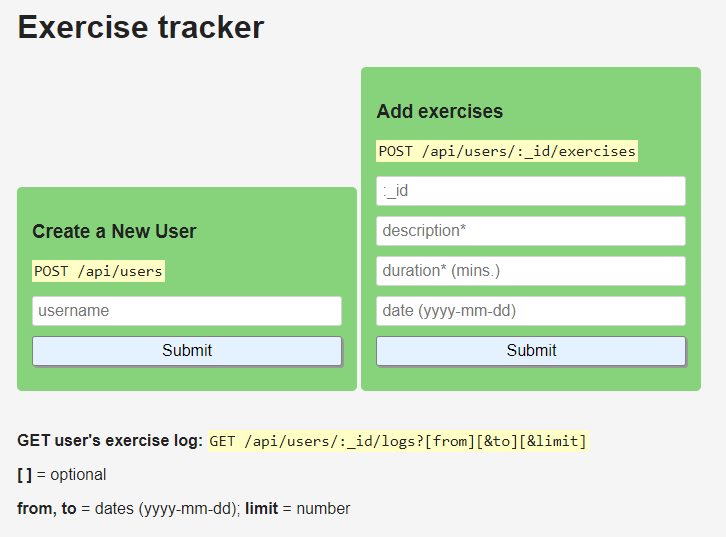 Exercise tracker
Create a New User
POST /api/users
username
Submit
Add exercises
POST /api/users/:_id/exercises
:_id
description*
duration* (mins.)
date (yyyy-mm-dd)
Submit
GET user's exercise log: GET /api/users/:_id/logs?[from][&to][&limit]
[ ] = optional
from, to = dates (yyyy-mm-dd); limit = number